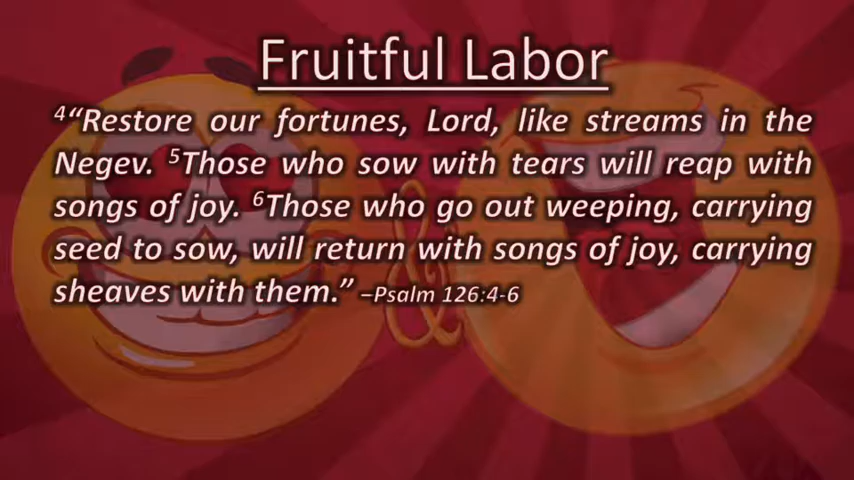 Fruitful Labor
⁴“Restore our fortunes, Lord, like streams in the
Negev. ⁵Those who sow with tears will reap with
songs of joy. ⁶Those who go out weeping, carrying
seed to sow, will return with songs of joy, carrying
sheaves with them.” –Psalm 126:4-6
&